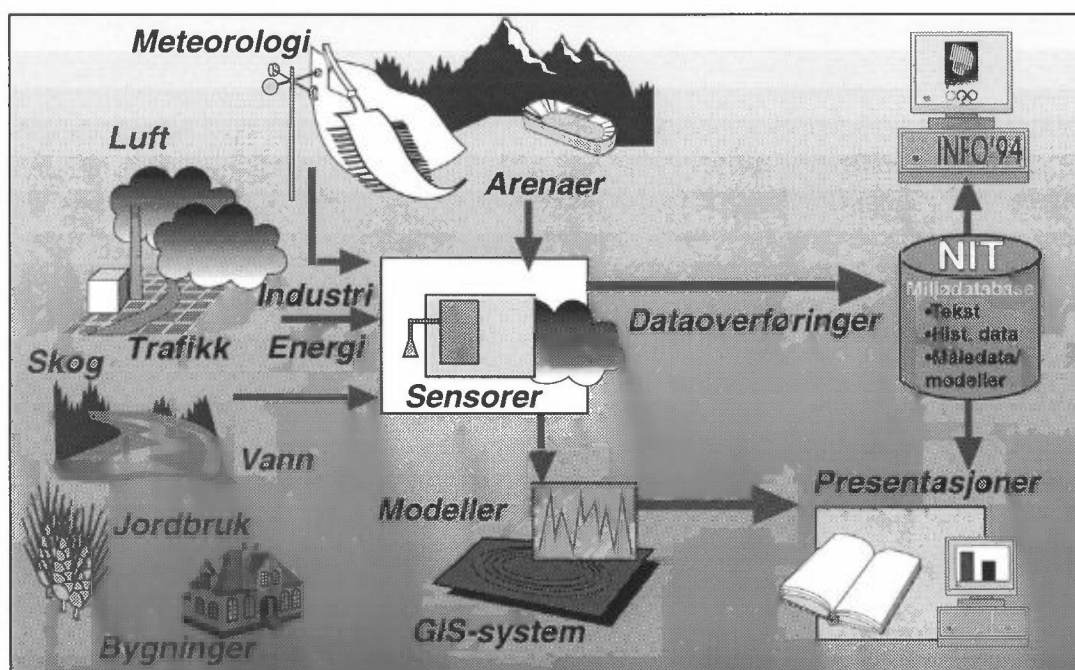 Meteorologi
Luft
Arenaer
INFO'94
Industri
Trafikk
Energi
Skog
Sensorer
Dataoverføringer
NIT
Miljødatabase
•Tekst
•Hist. data
•Måledata/
modeller
Vann
Jordbruk
Bygninger
Modeller
GIS-system
Presentasjoner